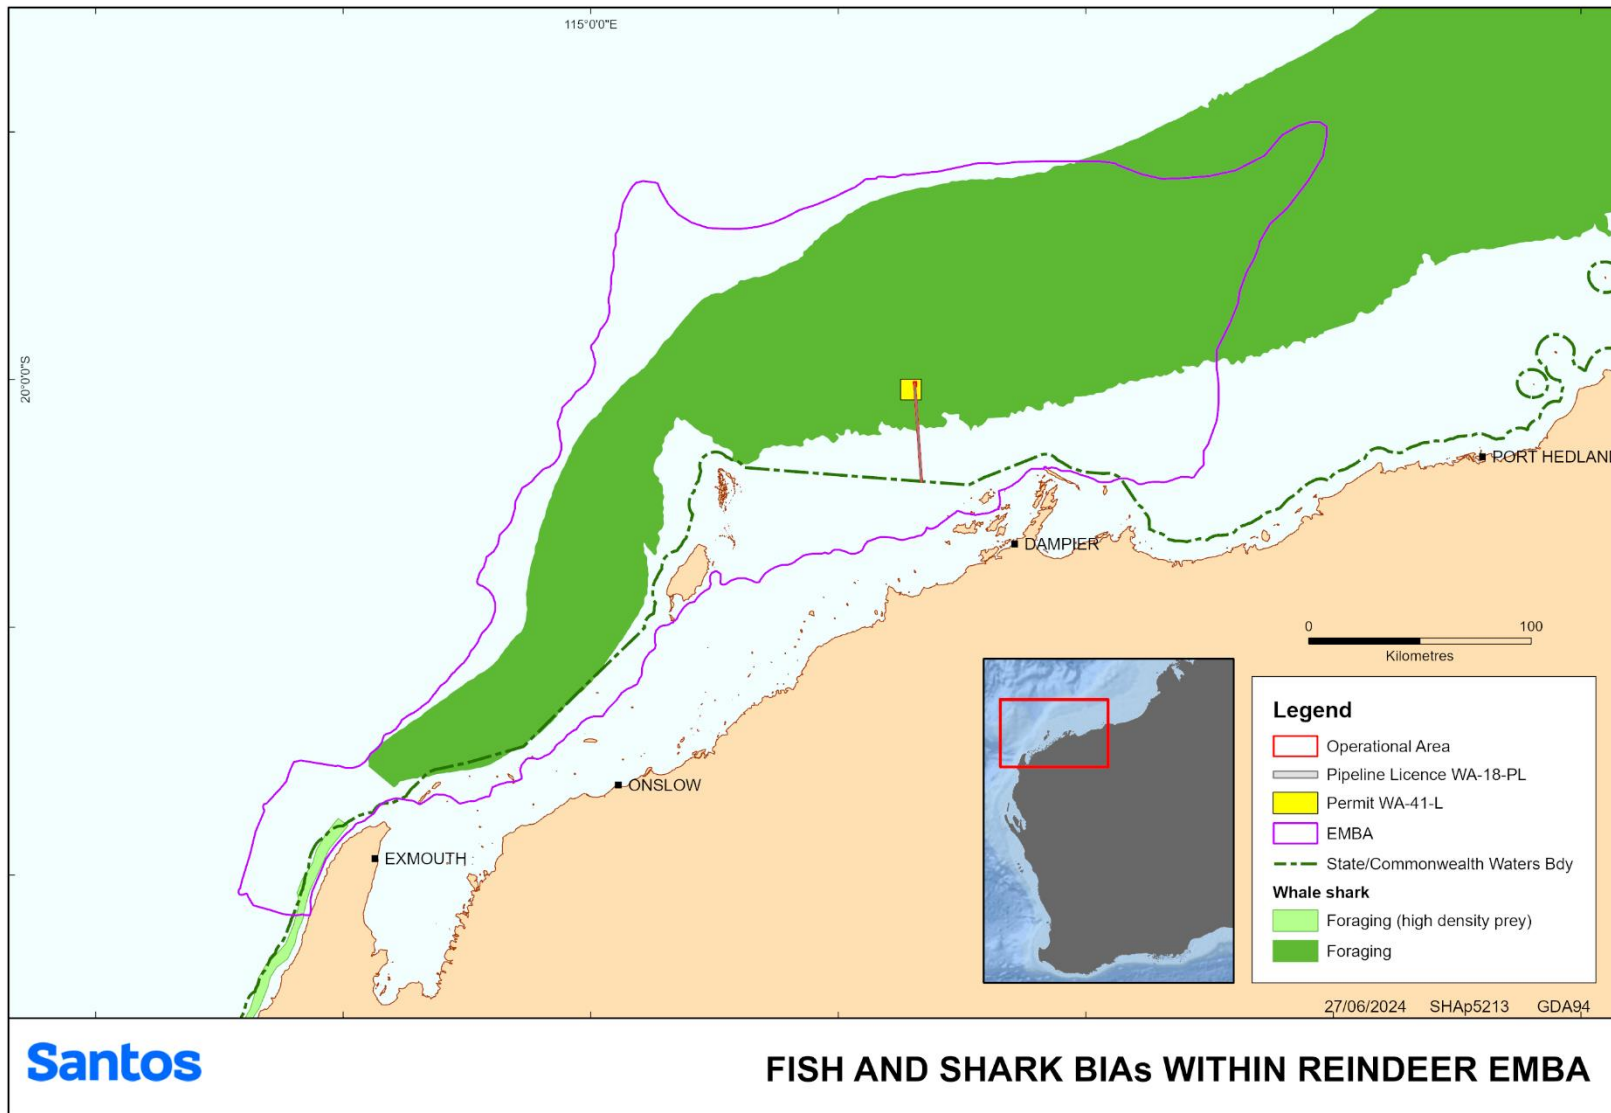 115°0'0"E
20°0'0"S
PORT HEDLAN
DAMPIER
ONSLOW
EXMOUTH
0 100
Kilometres
Legend
Operational Area
Pipeline Licence WA-18-PL
Permit WA-41-L
EMBA
State/Commonwealth Waters Bdy
Whale shark
Foraging (high density prey)
Foraging
27/06/2024 SHAp5213 GDA94
Santos
FISH AND SHARK BIAs WITHIN REINDEER EMBA